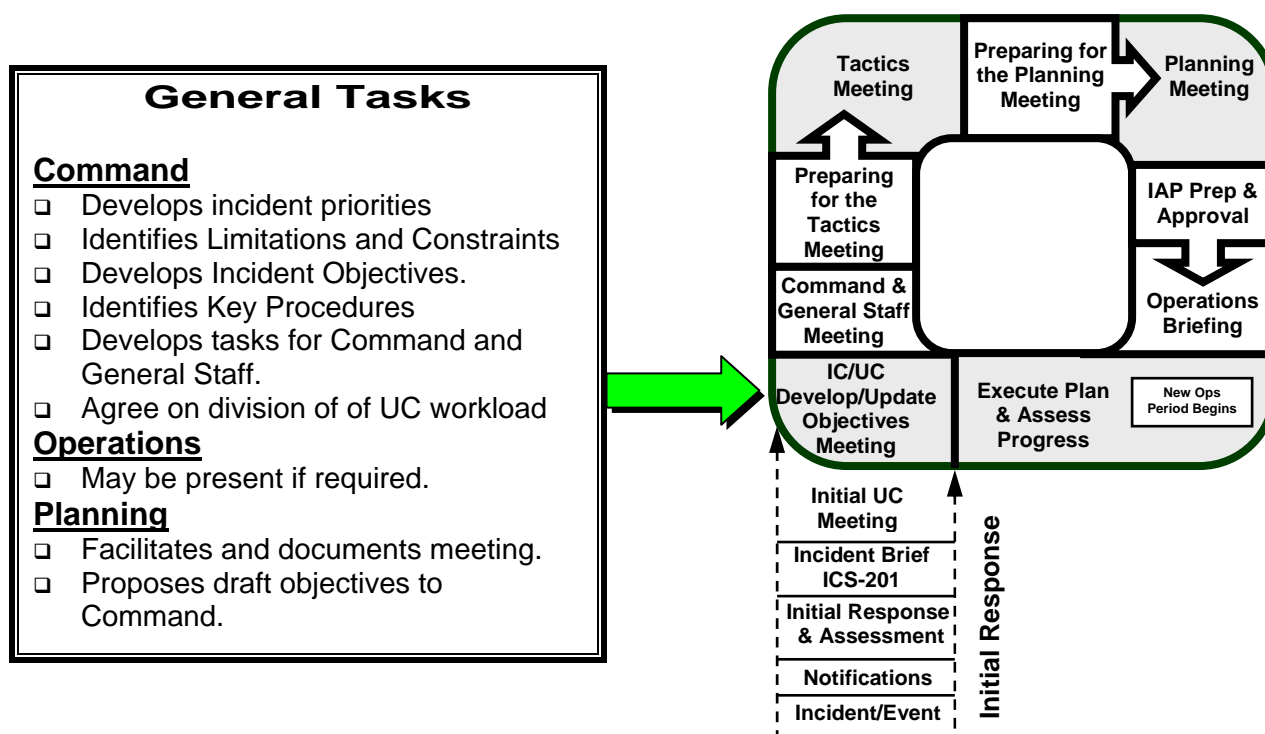 General Tasks
Command
❑ Develops incident priorities
❑ Identifies Limitations and Constraints
❑ Develops Incident Objectives.
❑ Identifies Key Procedures
❑ Develops tasks for Command and
General Staff.
❑ Agree on division of of UC workload
Operations
❑ May be present if required.
Planning
❑ Facilitates and documents meeting.
❑ Proposes draft objectives to
Command.
Tactics
Meeting
Preparing for
the Planning
Meeting
Planning
Meeting
Preparing
for the
Tactics
Meeting
IAP Prep &
Approval
Command &
General Staff
Meeting
Operations
Briefing
IC/UC
Develop/Update
Objectives
Meeting
Execute Plan
& Assess
Progress
New Ops
Period Begins
Initial UC
Meeting
Incident Brief
ICS-201
Initial Response
& Assessment
Notifications
Incident/Event
Initial Response